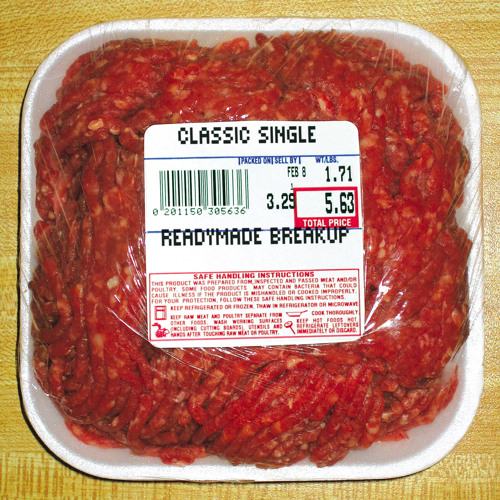 CLASSIC SINGLE
PACKED ON SELL BY WT/LBS.
FEB 8 1.71
3.29 5.63
TOTAL PRICE
0 201150 305636
READYMADE BREAKUP
SAFE HANDLING INSTRUCTIONS
THIS PRODUCT WAS PREPARED FROM INSPECTED AND PASSED MEAT AND/OR
POULTRY. SOME FOOD PRODUCTS MAY CONTAIN BACTERIA THAT COULD
CAUSE ILLNESS IF THE PRODUCT IS MISHANDLED OR COOKED IMPROPERLY.
FOR YOUR PROTECTION, FOLLOW THESE SAFE HANDLING INSTRUCTIONS.
KEEP REFRIGERATED OR FROZEN. THAW IN REFRIGERATOR OR MICROWAVE
KEEP RAW MEAT AND POULTRY SEPARATE FROM
OTHER FOODS. WASH WORKING SURFACES
(INCLUDING CUTTING BOARDS), UTENSILS AND
HANDS AFTER TOUCHING RAW MEAT OR POULTRY.
COOK THOROUGHLY
KEEP HOT FOODS HOT.
REFRIGERATE LEFTOVERS
IMMEDIATELY OR DISCARD.